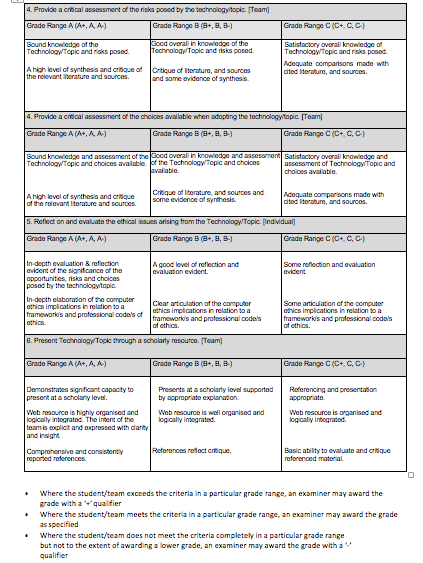 4. Provide a critical assessment of the risks posed by the technology/topic. [Team]
Grade Range A (A+, A, A-)
Grade Range B (B+, B, B-)
Grade Range C (C+, C, C-)
Sound knowledge of the
Technology/Topic and risks posed.
A high level of synthesis and critique of
the relevant literature and sources.
Good overall in knowledge of the
Technology/Topic and risks posed.
Critique of literature, and sources
and some evidence of synthesis.
Satisfactory overall knowledge of
Technology/Topic and risks posed.
Adequate comparisons made with
cited literature, and sources.
4. Provide a critical assessment of the choices available when adopting the technology/topic. [Team]
Grade Range A (A+, A, A-)
Grade Range B (B+, B, B-)
Grade Range C (C+, C, C-)
Sound knowledge and assessment of the
Technology/Topic and choices available.
A high level of synthesis and critique
of the relevant literature and sources.
Good overall in knowledge and assessment
of the Technology/Topic and choices
available.
Critique of literature, and sources and
some evidence of synthesis.
Satisfactory overall knowledge and
assessment of Technology/Topic and
choices available.
Adequate comparisons made with
cited literature, and sources.
5. Reflect on and evaluate the ethical issues arising from the Technology/Topic. [Individual]
Grade Range A (A+, A, A-)
Grade Range B (B+, B, B-)
Grade Range C (C+, C, C-)
In-depth evaluation & reflection
evident of the significance of the
opportunities, risks and choices
posed by the technology/topic.
In-depth elaboration of the computer
ethics implications in relation to a
framework/s and professional code/s of
ethics.
A good level of reflection and
evaluation evident.
Clear articulation of the computer
ethics implications in relation to a
framework/s and professional code/s
of ethics.
Some reflection and evaluation
evident.
Some articulation of the computer
ethics implications in relation to a
framework/s and professional code/s
of ethics.
6. Present Technology/Topic through a scholarly resource. [Team]
Grade Range A (A+, A, A-)
Grade Range B (B+, B, B-)
Grade Range C (C+, C, C-)
Demonstrates significant capacity to
present at a scholarly level.
Web resource is highly organised and
logically integrated. The intent of the
team is explicit and expressed with clarity
and insight.
Comprehensive and consistently
reported references.
Presents at a scholarly level supported
by appropriate explanation.
Web resource is well organised and
logically integrated.
References reflect critique.
Referencing and presentation
appropriate.
Web resource is organised and
logically integrated.
Basic ability to evaluate and critique
referenced material.
• Where the student/team exceeds the criteria in a particular grade range, an examiner may award the
grade with a '+' qualifier
• Where the student/team meets the criteria in a particular grade range, an examiner may award the grade
as specified
• Where the student/team does not meet the criteria completely in a particular grade range
but not to the extent of awarding a lower grade, an examiner may award the grade with a '-'
qualifier